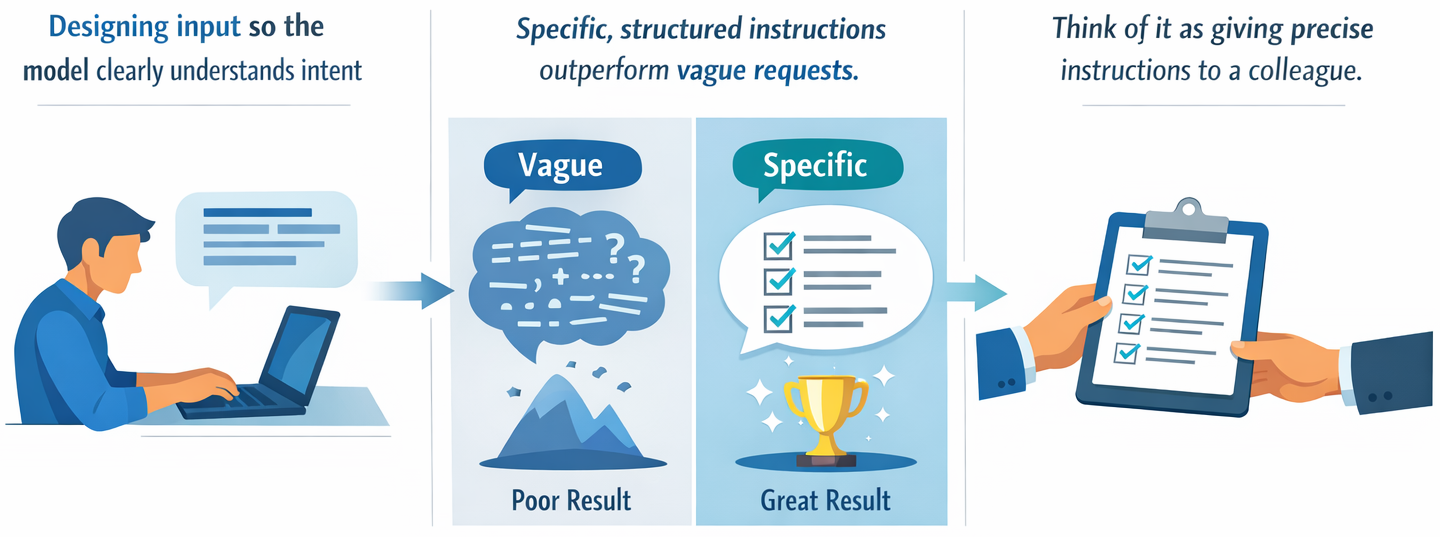 Designing input so the
model clearly understands intent
Specific, structured instructions
outperform vague requests.
Vague
? ?
Poor Result
Specific
Great Result
Think of it as giving precise
instructions to a colleague.